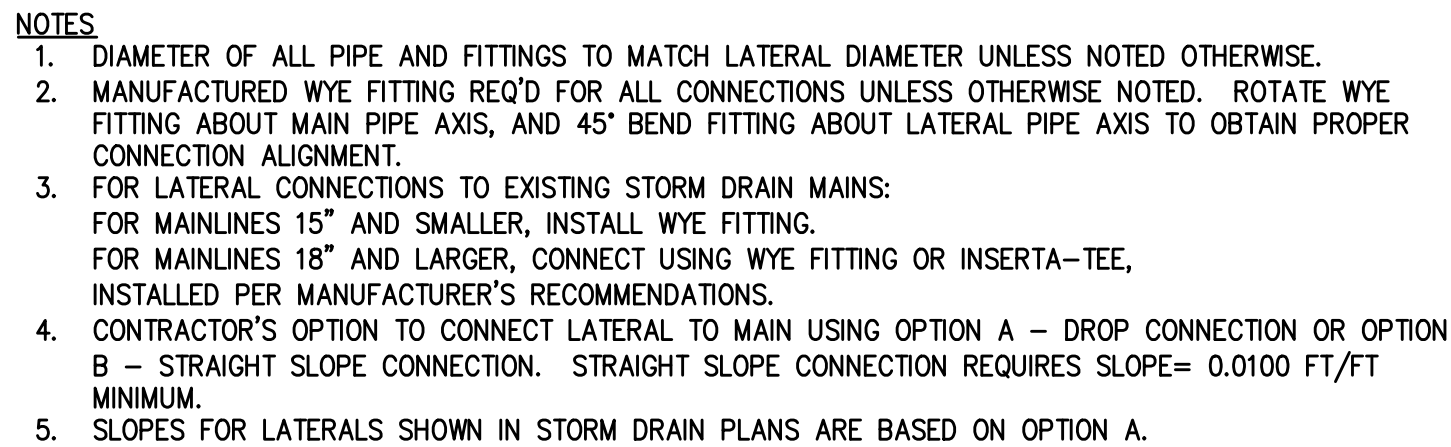 NOTES
1. DIAMETER OF ALL PIPE AND FITTINGS TO MATCH LATERAL DIAMETER UNLESS NOTED OTHERWISE.
2. MANUFACTURED WYE FITTING REQ'D FOR ALL CONNECTIONS UNLESS OTHERWISE NOTED. ROTATE WYE
FITTING ABOUT MAIN PIPE AXIS, AND 45° BEND FITTING ABOUT LATERAL PIPE AXIS TO OBTAIN PROPER
CONNECTION ALIGNMENT.
3. FOR LATERAL CONNECTIONS TO EXISTING STORM DRAIN MAINS:
FOR MAINLINES 15" AND SMALLER, INSTALL WYE FITTING.
FOR MAINLINES 18" AND LARGER, CONNECT USING WYE FITTING OR INSERTA-TEE,
INSTALLED PER MANUFACTURER'S RECOMMENDATIONS.
4. CONTRACTOR'S OPTION TO CONNECT LATERAL TO MAIN USING OPTION A – DROP CONNECTION OR OPTION
B – STRAIGHT SLOPE CONNECTION. STRAIGHT SLOPE CONNECTION REQUIRES SLOPE= 0.0100 FT/FT
MINIMUM.
5. SLOPES FOR LATERALS SHOWN IN STORM DRAIN PLANS ARE BASED ON OPTION A.